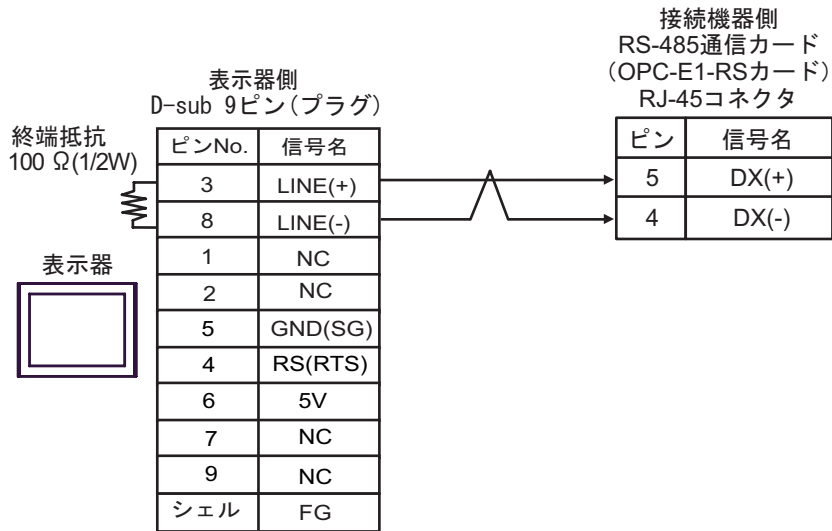 接続機器側
RS-485通信カード
（OPC-E1-RSカード）
RJ-45コネクタ
表示器側
D-sub 9ピン（プラグ）
終端抵抗
100 Ω(1/2W)
ピンNo. 信号名
3 LINE(+)
8 LINE(-)
1 NC
2 NC
5 GND(SG)
4 RS(RTS)
6 5V
7 NC
9 NC
シェル FG
ピン 信号名
5 DX(+)
4 DX(-)
表示器